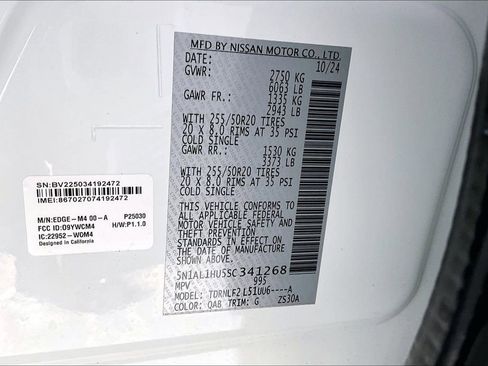 SN:BV225034192472
IMEI:867027074192472
M/N:EDGE-M4 00-A P25030
FCC ID:O9YWCM4 H/W:P1.1.0
IC:22952-WOM4
Designed in California
MFD BY NISSAN MOTOR CO., LTD.
DATE: 10/24
GVWR: 2750 KG
6063 LB
GAWR FR.: 1335 KG
2943 LB
WITH 255/50R20 TIRES
20 X 8.0 RIMS AT 35 PSI
COLD SINGLE
GAWR RR.: 1530 KG
3373 LB
WITH 255/50R20 TIRES
20 X 8.0 RIMS AT 35 PSI
COLD SINGLE
THIS VEHICLE CONFORMS TO ALL
APPLICABLE FEDERAL
MOTOR VEHICLE SAFETY
STANDARDS IN EFFECT ON THE
DATE OF MANUFACTURE
SHOWN ABOVE.
5N1AL1HU5SC341268
MPV 995
MODEL: TDRNLF2L51UU6----A
COLOR: QAB TRIM: G ZS30A